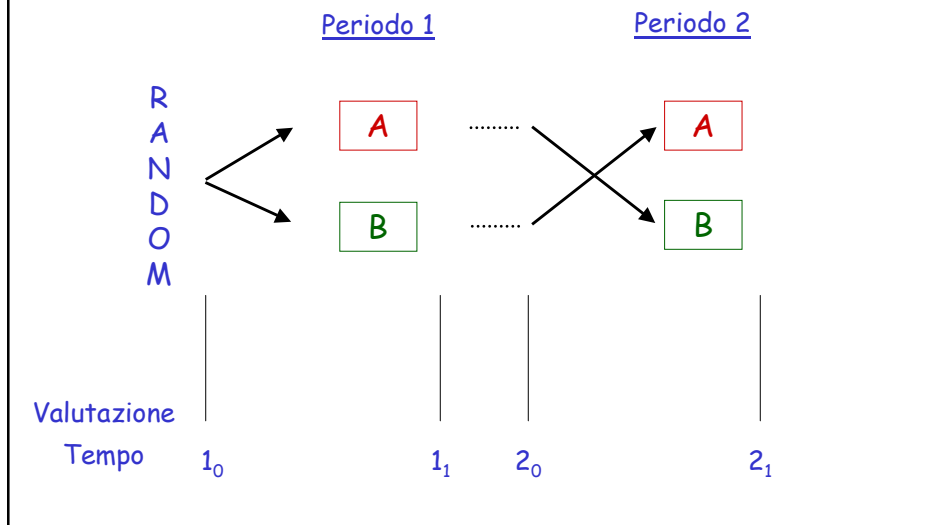 Periodo 1 Periodo 2
R
A
N
D
O
M
A A
B B
Valutazione
Tempo 1₀ 1₁ 2₀ 2₁